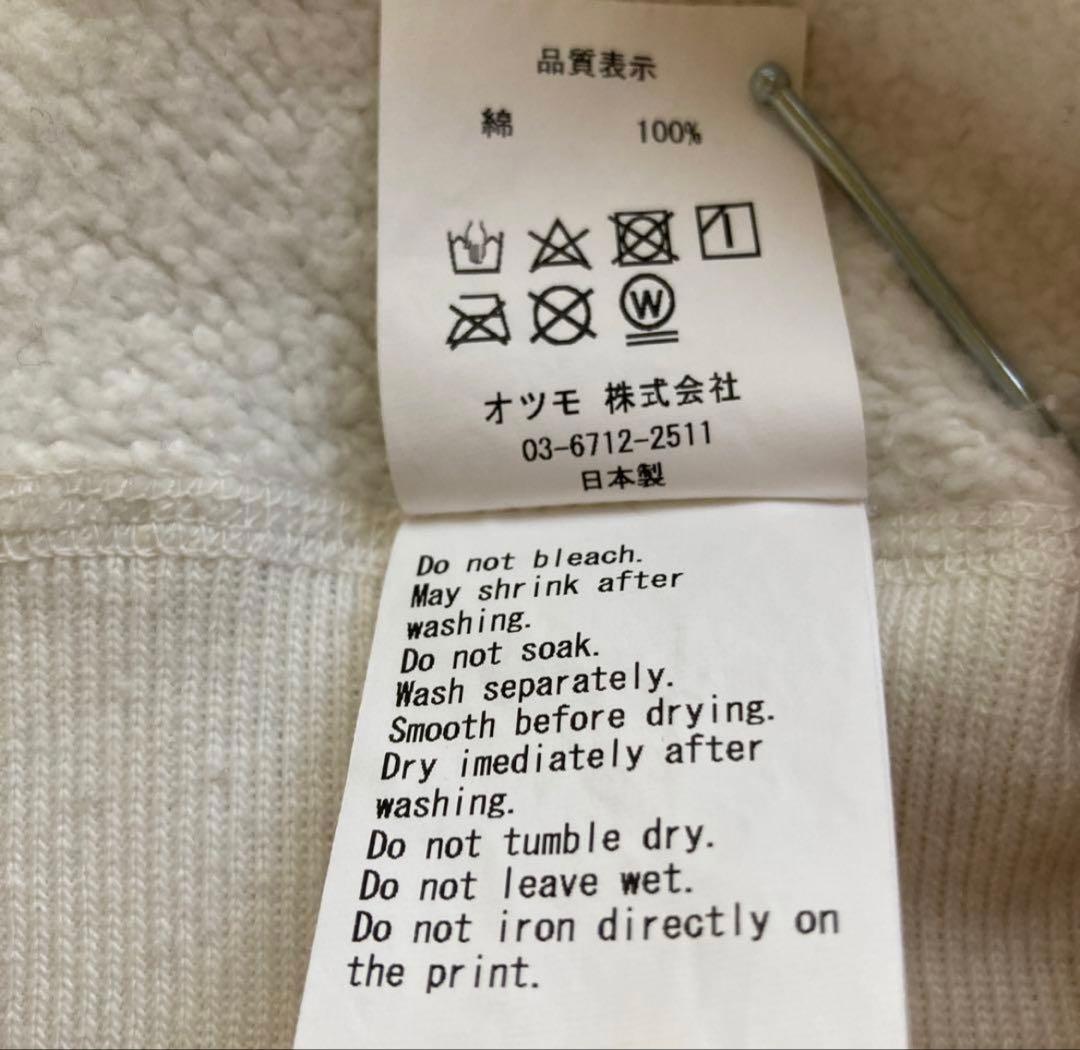 品質表示
綿 100%
W
オツモ 株式会社
03-6712-2511
日本製
Do not bleach.
May shrink after
washing.
Do not soak.
Wash separately.
Smooth before drying.
Dry imediately after
washing.
Do not tumble dry.
Do not leave wet.
Do not iron directly on
the print.